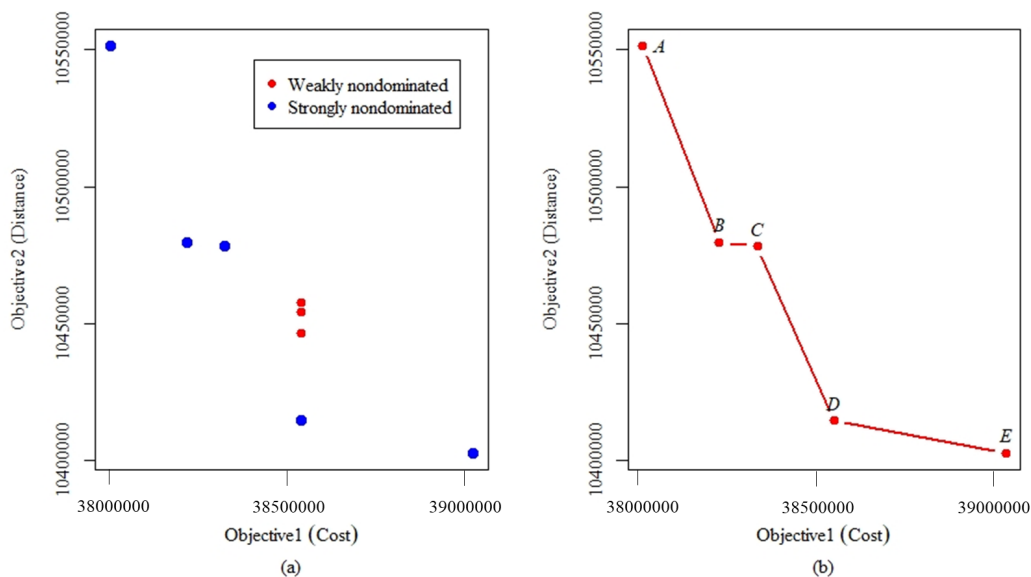 Weakly nondominated
Strongly nondominated
Objective2 (Distance)
10550000
10500000
10450000
10400000
38000000
38500000
39000000
Objective1 (Cost)
(a)
A
B
C
D
E
Objective2 (Distance)
10550000
10500000
10450000
10400000
38000000
38500000
39000000
Objective1 (Cost)
(b)